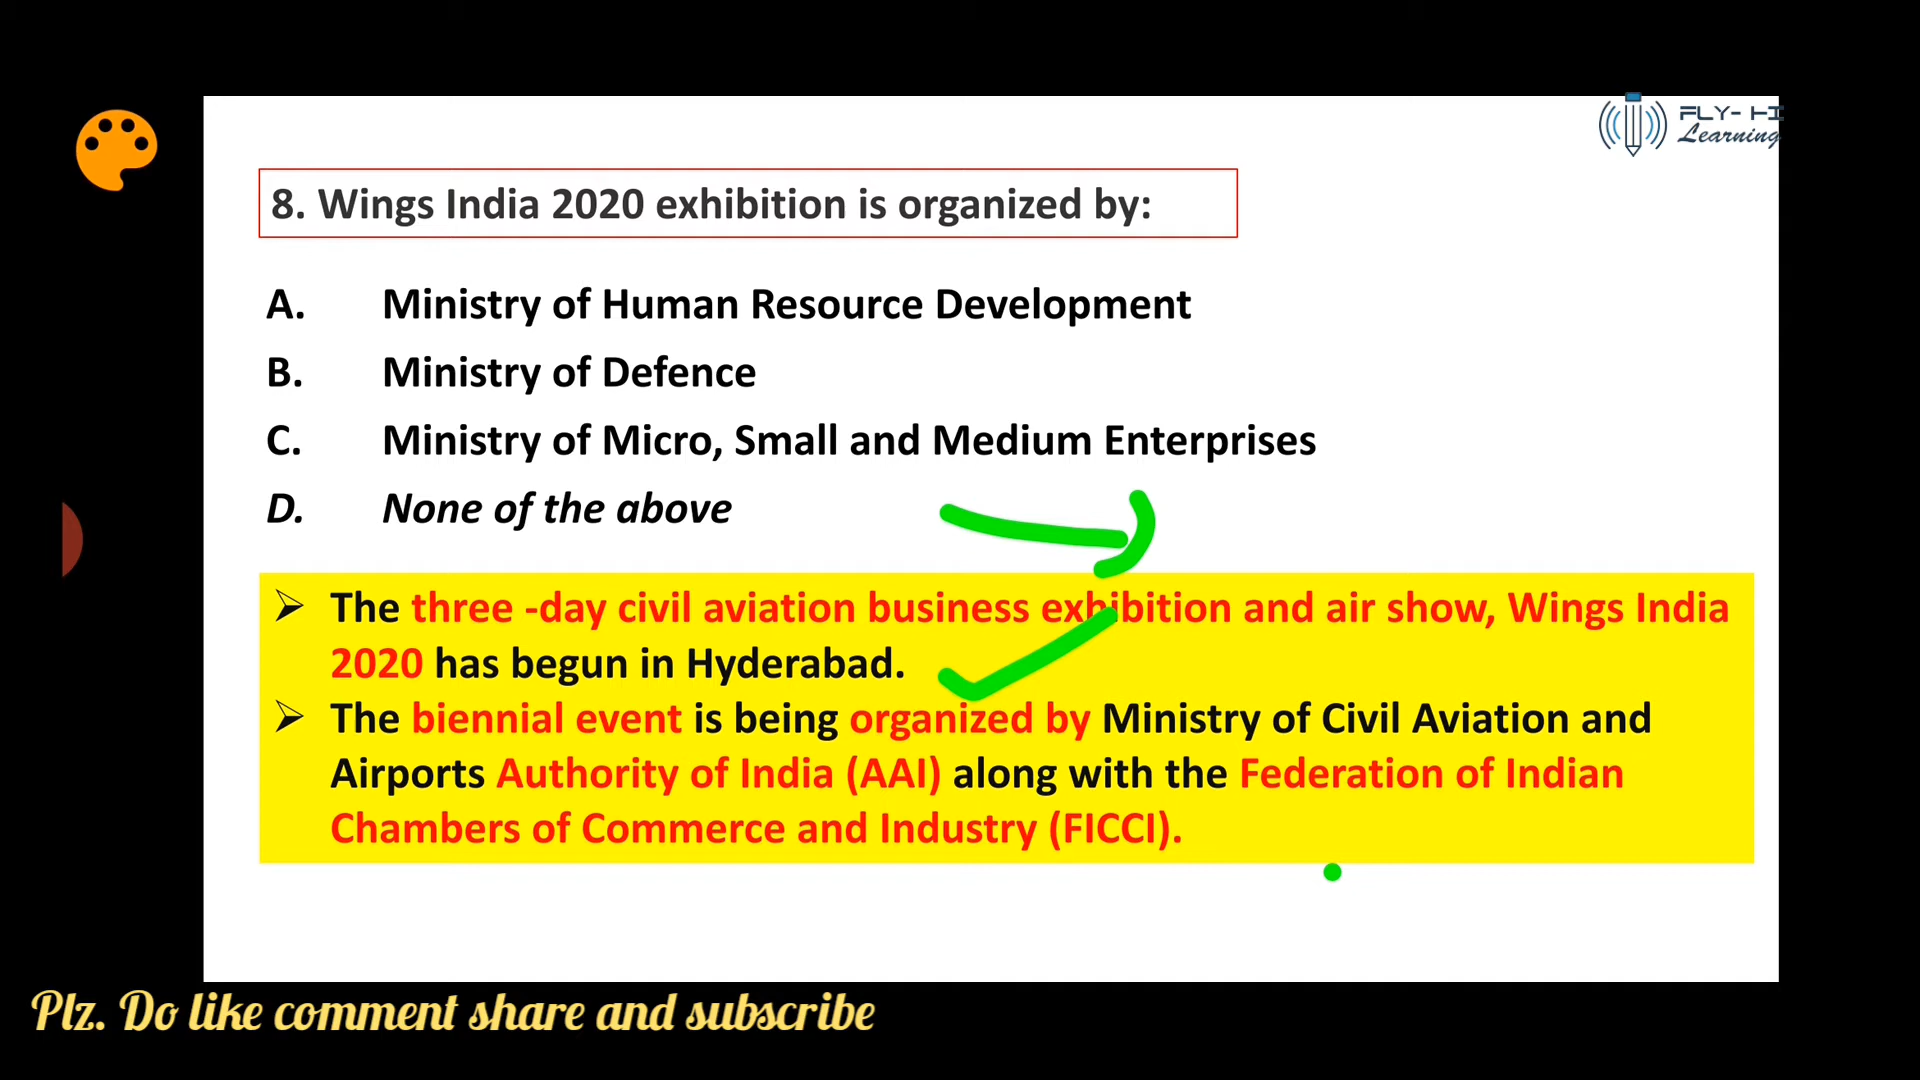 FLY-HI
Learning
8. Wings India 2020 exhibition is organized by:
A. Ministry of Human Resource Development
B. Ministry of Defence
C. Ministry of Micro, Small and Medium Enterprises
D. None of the above
➢ The three -day civil aviation business exhibition and air show, Wings India
2020 has begun in Hyderabad.
➢ The biennial event is being organized by Ministry of Civil Aviation and
Airports Authority of India (AAI) along with the Federation of Indian
Chambers of Commerce and Industry (FICCI).
Plz. Do like comment share and subscribe